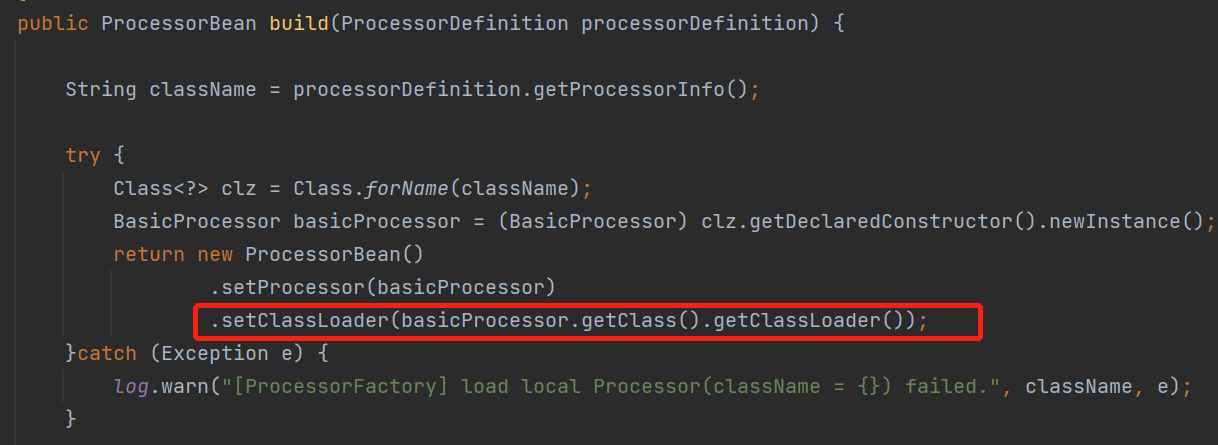 public ProcessorBean build(ProcessorDefinition processorDefinition) {
String className = processorDefinition.getProcessorInfo();
try {
Class<?> clz = Class.forName(className);
BasicProcessor basicProcessor = (BasicProcessor) clz.getDeclaredConstructor().newInstance();
return new ProcessorBean()
.setProcessor(basicProcessor)
.setClassLoader(basicProcessor.getClass().getClassLoader());
}catch (Exception e) {
log.warn("[ProcessorFactory] load local Processor(className = {}) failed.", className, e);
}